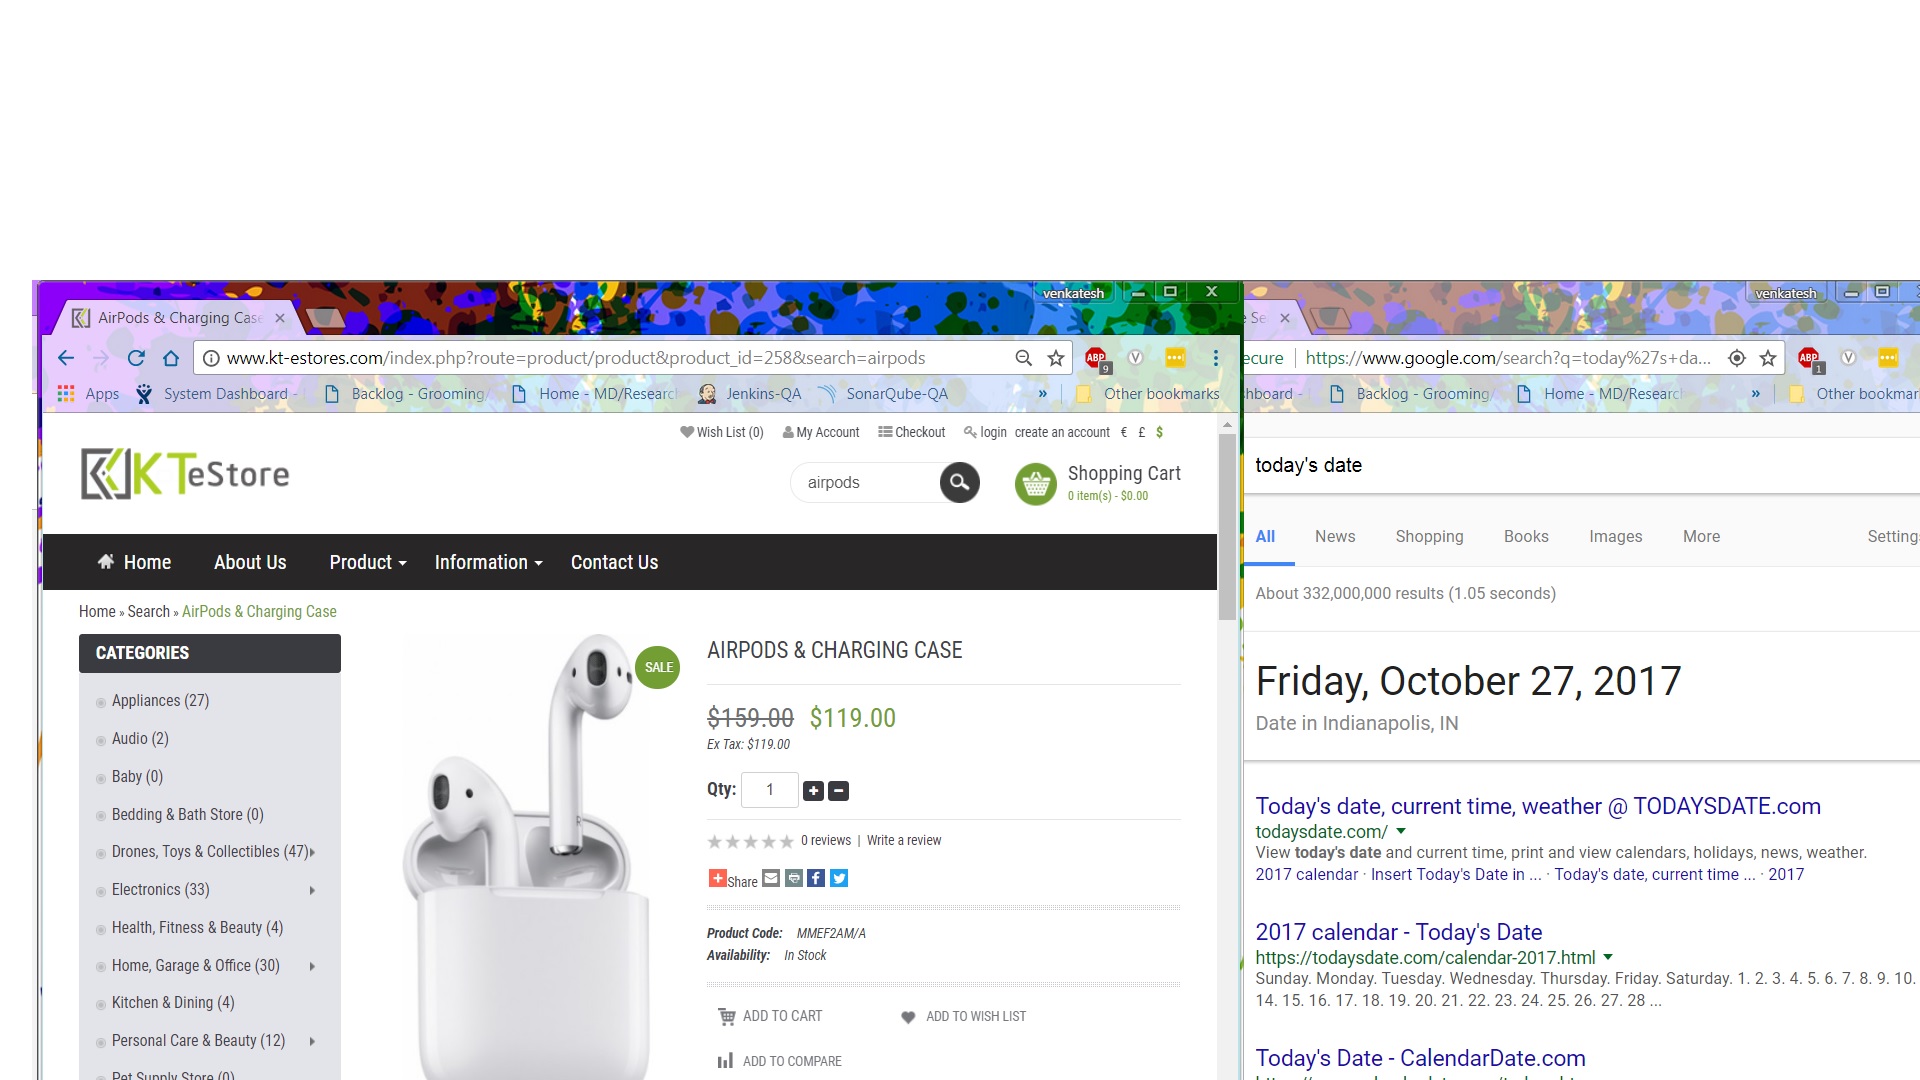 venkatesh
AirPods & Charging Case
www.kt-estores.com/index.php?route=product/product&product_id=258&search=airpods
ABP
9
V
Apps
System Dashboard -
Backlog - Grooming
Home - MD/Research
Jenkins-QA
SonarQube-QA
»
Other bookmarks
Wish List (0)
My Account
Checkout
login
create an account
€ £ $
KTeStore
airpods
Shopping Cart
0 item(s) - $0.00
Home
About Us
Product
Information
Contact Us
Home » Search » AirPods & Charging Case
CATEGORIES
Appliances (27)
Audio (2)
Baby (0)
Bedding & Bath Store (0)
Drones, Toys & Collectibles (47)
Electronics (33)
Health, Fitness & Beauty (4)
Home, Garage & Office (30)
Kitchen & Dining (4)
Personal Care & Beauty (12)
Pet Supply Store (0)
SALE
AIRPODS & CHARGING CASE
$159.00 $119.00
Ex Tax: $119.00
Qty: 1
0 reviews | Write a review
Share
Product Code: MMEF2AM/A
Availability: In Stock
ADD TO CART
ADD TO WISH LIST
ADD TO COMPARE
venkatesh
e Se
ecure
https://www.google.com/search?q=today%27s+da...
ABP
1
V
hboard -
Backlog - Grooming
Home - MD/Research
»
Other bookmar
today's date
All
News
Shopping
Books
Images
More
Setting
About 332,000,000 results (1.05 seconds)
Friday, October 27, 2017
Date in Indianapolis, IN
Today's date, current time, weather @ TODAYSDATE.com
todaysdate.com/
View today's date and current time, print and view calendars, holidays, news, weather.
2017 calendar · Insert Today's Date in ... · Today's date, current time ... · 2017
2017 calendar - Today's Date
https://todaysdate.com/calendar-2017.html
Sunday. Monday. Tuesday. Wednesday. Thursday. Friday. Saturday. 1. 2. 3. 4. 5. 6. 7. 8. 9. 10.
14. 15. 16. 17. 18. 19. 20. 21. 22. 23. 24. 25. 26. 27. 28 ...
Today's Date - CalendarDate.com